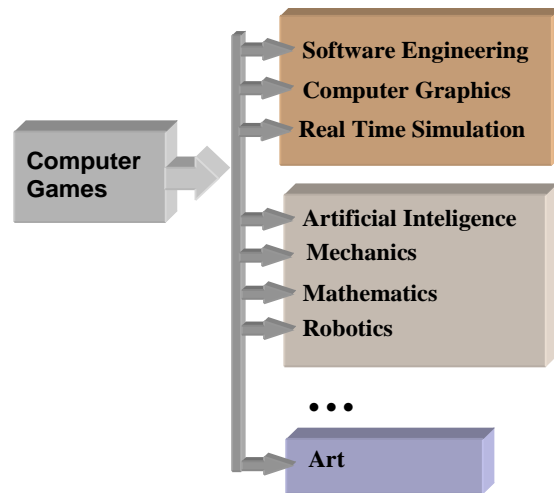 Computer
Games
Software Engineering
Computer Graphics
Real Time Simulation
Artificial Inteligence
Mechanics
Mathematics
Robotics
...
Art